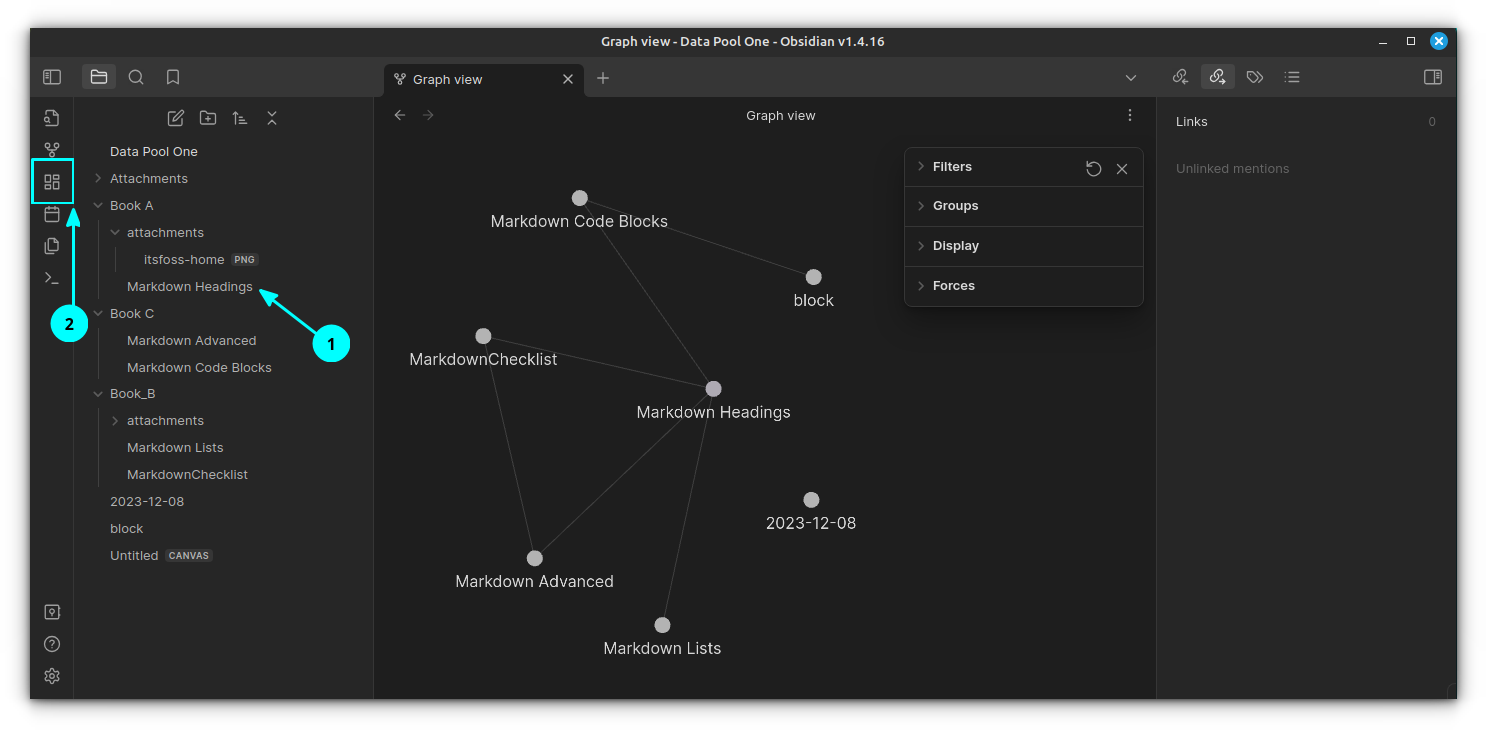 Graph view - Data Pool One - Obsidian v1.4.16
Graph view
Graph view
Data Pool One
Attachments
Book A
attachments
itsfoss-home PNG
Markdown Headings
Book C
Markdown Advanced
Markdown Code Blocks
Book_B
attachments
Markdown Lists
MarkdownChecklist
2023-12-08
block
Untitled CANVAS
1
2
Markdown Code Blocks
block
MarkdownChecklist
Markdown Headings
2023-12-08
Markdown Advanced
Markdown Lists
Filters
Groups
Display
Forces
Links 0
Unlinked mentions